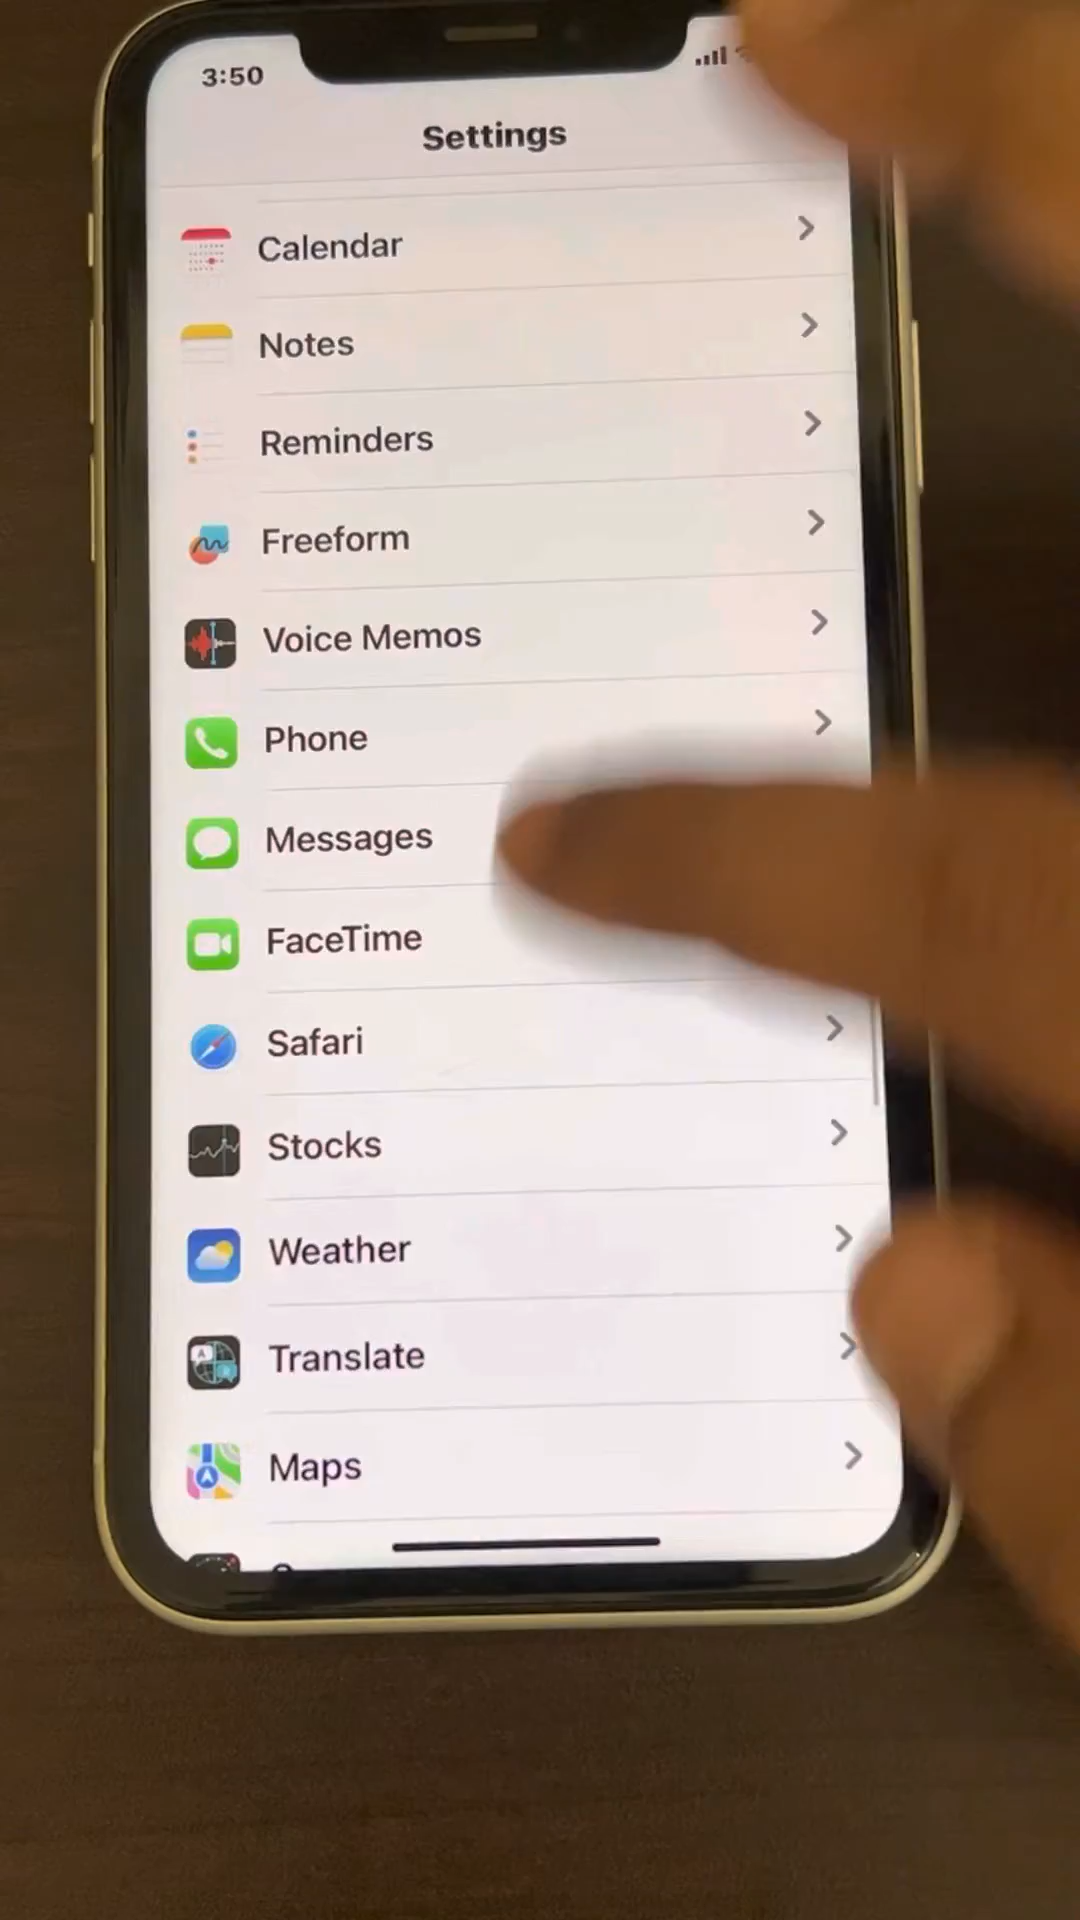 3:50
Settings
Calendar
Notes
Reminders
Freeform
Voice Memos
Phone
Messages
FaceTime
Safari
Stocks
Weather
Translate
Maps